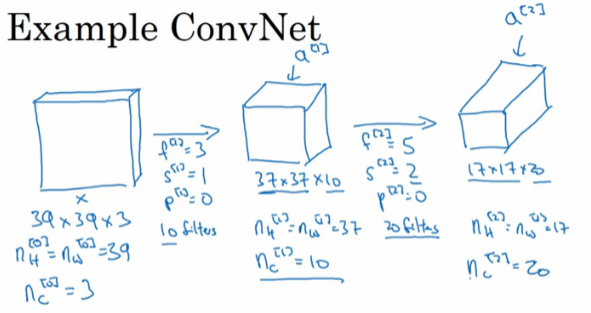 Example ConvNet
a^[1]
a^[2]
x
39 x 39 x 3
n_H^[0] = n_W^[0] = 39
n_C^[0] = 3
f^[1] = 3
s^[1] = 1
p^[1] = 0
10 filters
37 x 37 x 10
n_H^[1] = n_W^[1] = 37
n_C^[1] = 10
f^[2] = 5
s^[2] = 2
p^[2] = 0
20 filters
17 x 17 x 20
n_H^[2] = n_W^[2] = 17
n_C^[2] = 20